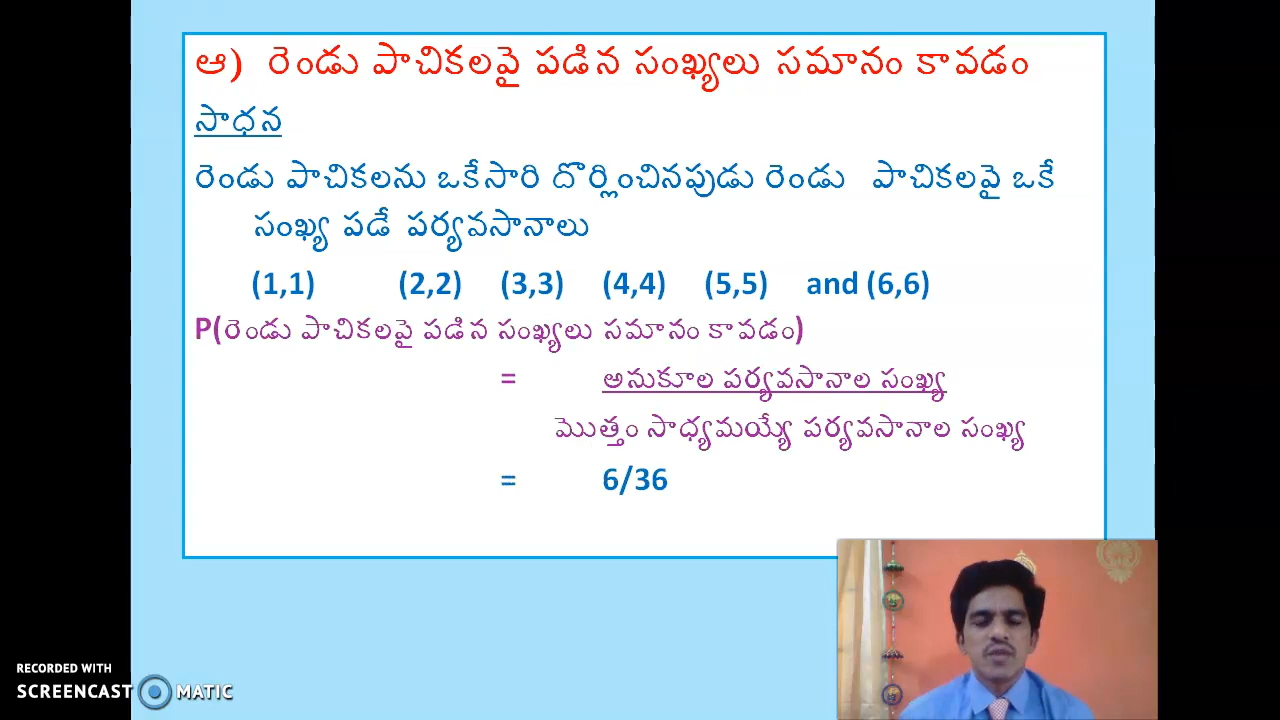 ఆ) రెండు పాచికలపై పడిన సంఖ్యలు సమానం కావడం
సాధన
రెండు పాచికలను ఒకేసారి దొర్లించినపుడు రెండు పాచికలపై ఒకే
సంఖ్య పడే పర్యవసానాలు
(1,1) (2,2) (3,3) (4,4) (5,5) and (6,6)
P(రెండు పాచికలపై పడిన సంఖ్యలు సమానం కావడం)
= అనుకూల పర్యవసానాల సంఖ్య
మొత్తం సాధ్యమయ్యే పర్యవసానాల సంఖ్య
= 6/36
RECORDED WITH
SCREENCAST MATIC